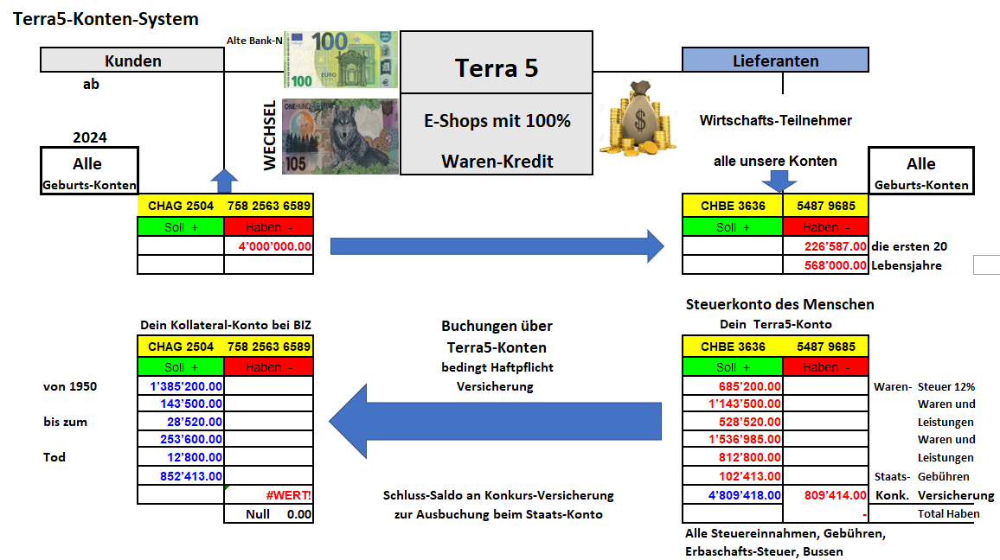 Terra5-Konten-System
Alte Bank-N
Kunden
ab
2024
Alle
Geburts-Konten
WECHSEL
100
100
EURO
ONE HUNDRED
105
Terra 5
E-Shops mit 100%
Waren-Kredit
$
Lieferanten
Wirtschafts-Teilnehmer
alle unsere Konten
Alle
Geburts-Konten
CHAG 2504 758 2563 6589
Soll + Haben -
4’000’000.00
CHBE 3636 5487 9685
Soll + Haben -
226’587.00 die ersten 20
568’000.00 Lebensjahre
Dein Kollateral-Konto bei BIZ
CHAG 2504 758 2563 6589
Soll + Haben -
von 1950 1’385’200.00
143’500.00
bis zum 28’520.00
253’600.00
Tod 12’800.00
852’413.00
#WERT!
Null 0.00
Buchungen über
Terra5-Konten
bedingt Haftpflicht
Versicherung
Schluss-Saldo an Konkurs-Versicherung
zur Ausbuchung beim Staats-Konto
Steuerkonto des Menschen
Dein Terra5-Konto
CHBE 3636 5487 9685
Soll + Haben -
685’200.00 Waren- Steuer 12%
1’143’500.00 Waren und
528’520.00 Leistungen
1’536’985.00 Waren und
812’800.00 Leistungen
102’413.00 Staats- Gebühren
4’809’418.00 809’414.00 Konk. Versicherung
- Total Haben
Alle Steuereinnahmen, Gebühren,
Erbaschafts-Steuer, Bussen